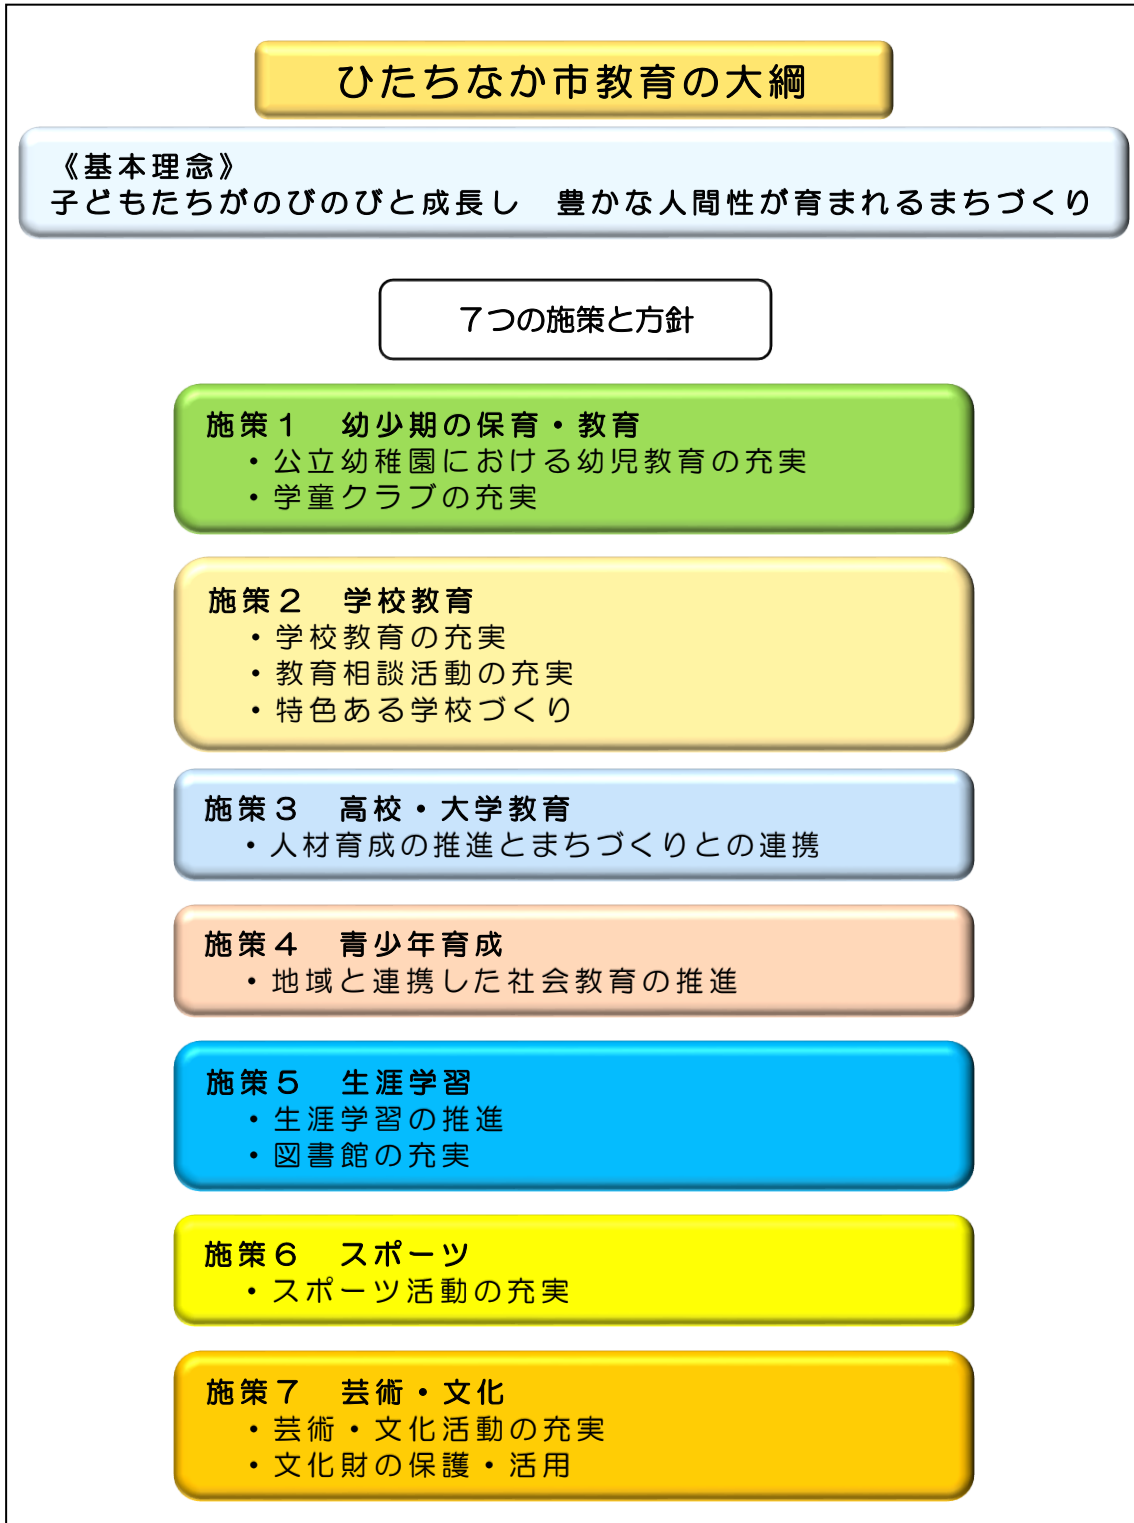 ひたちなか市教育の大綱
《基本理念》
子どもたちがのびのびと成長し　豊かな人間性が育まれるまちづくり
７つの施策と方針
施策１　幼少期の保育・教育
・公立幼稚園における幼児教育の充実
・学童クラブの充実
施策２　学校教育
・学校教育の充実
・教育相談活動の充実
・特色ある学校づくり
施策３　高校・大学教育
・人材育成の推進とまちづくりとの連携
施策４　青少年育成
・地域と連携した社会教育の推進
施策５　生涯学習
・生涯学習の推進
・図書館の充実
施策６　スポーツ
・スポーツ活動の充実
施策７　芸術・文化
・芸術・文化活動の充実
・文化財の保護・活用